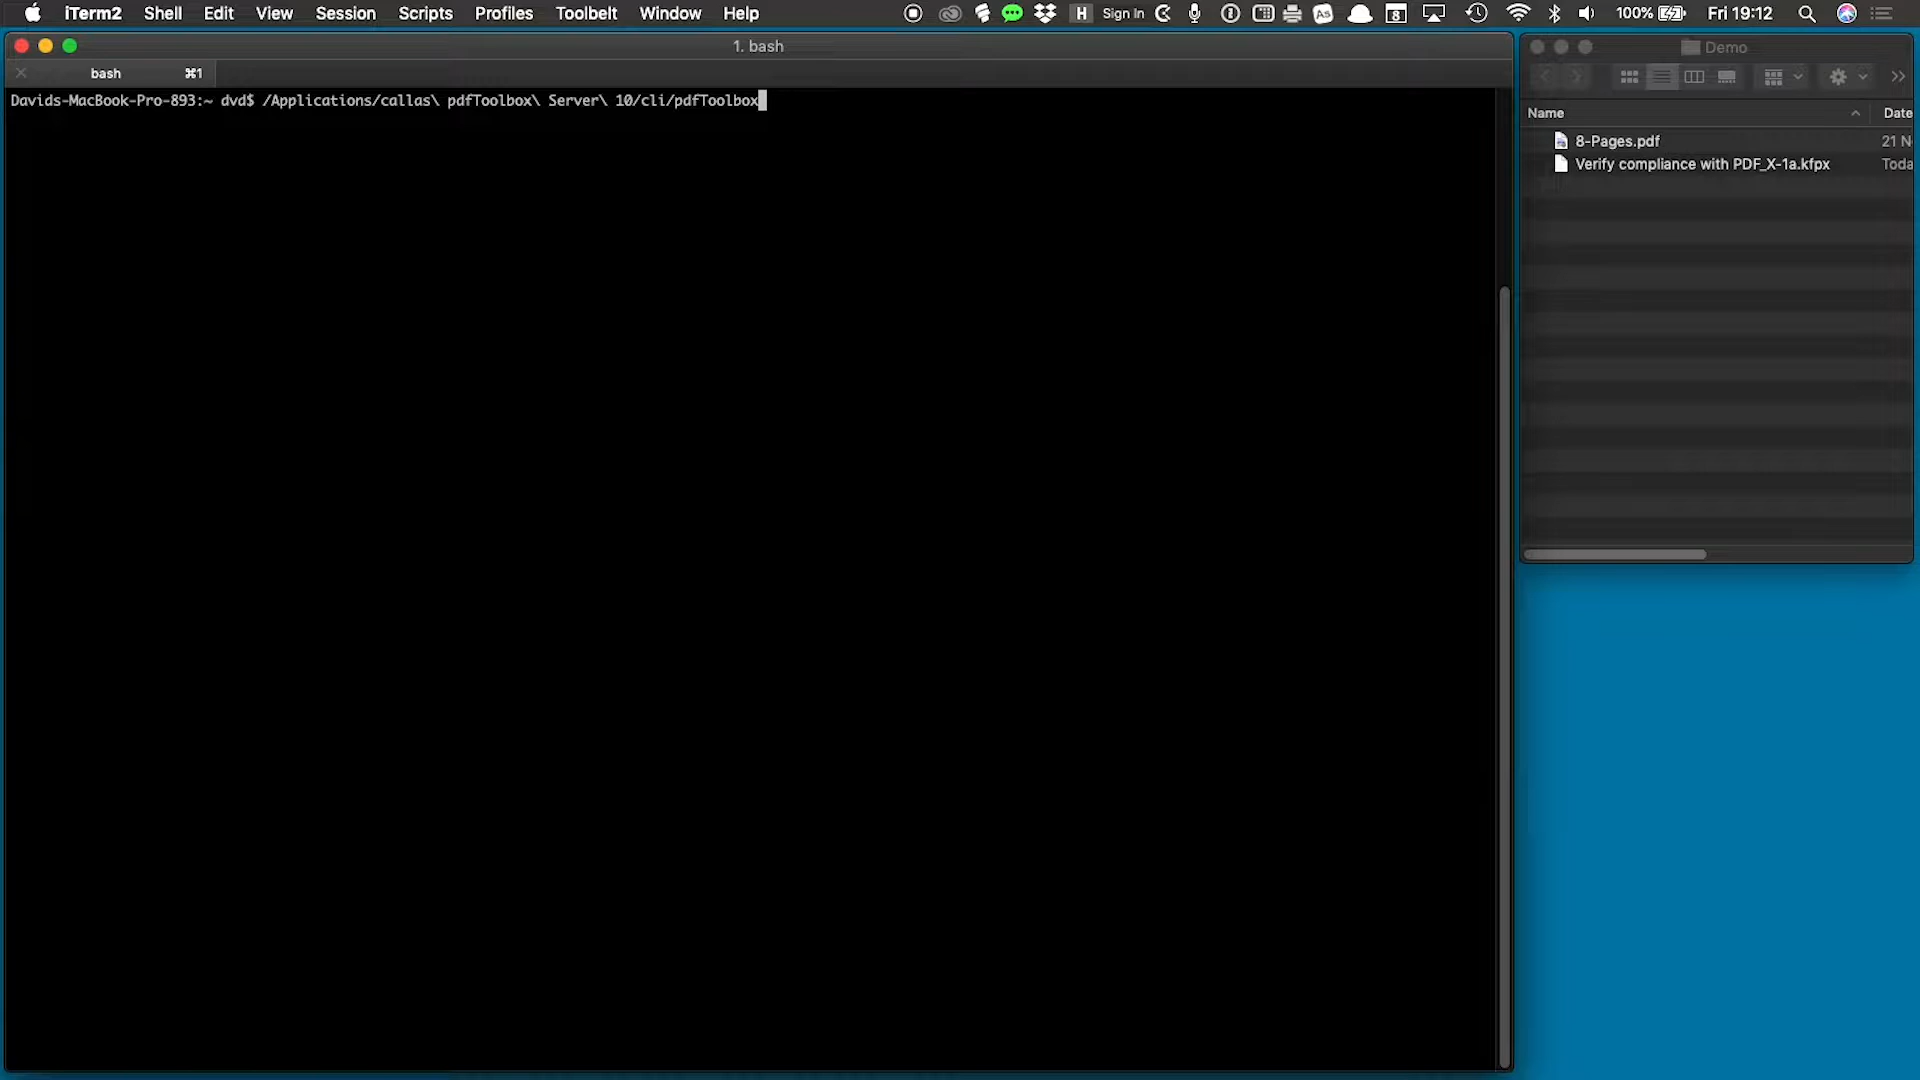 iTerm2 Shell Edit View Session Scripts Profiles Toolbelt Window Help H Sign In As 8 100% Fri 19:12
1. bash
bash ⌘1
Davids-MacBook-Pro-893:~ dvd$ /Applications/callas\ pdfToolbox\ Server\ 10/cli/pdfToolbox
Demo
Name Date
8-Pages.pdf 21 N
Verify compliance with PDF_X-1a.kfpx Toda